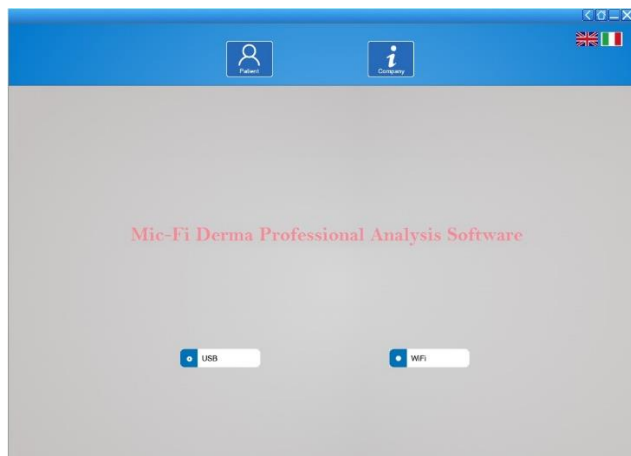 Patient
Company
Mic-Fi Derma Professional Analysis Software
USB
WiFi